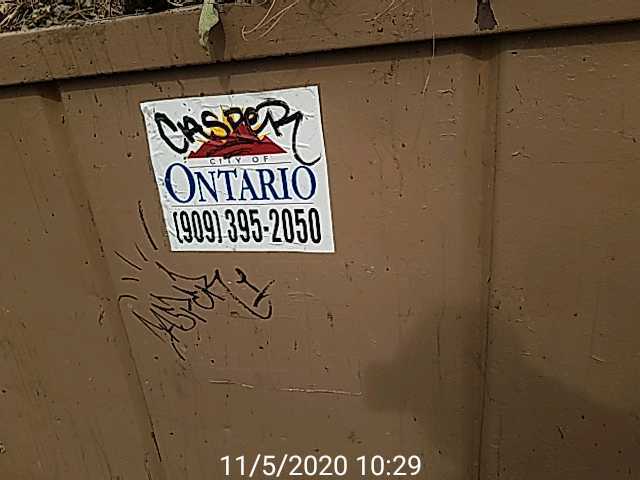 CASPER
CITY OF
ONTARIO
(909) 395-2050
11/5/2020 10:29